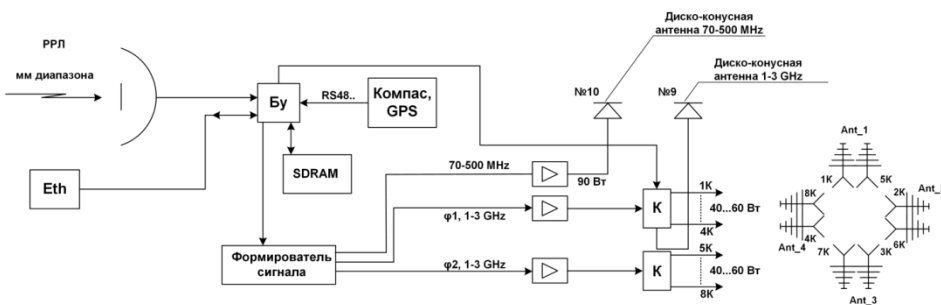 РРЛ
мм диапазона
Бу
RS48..
Компас,
GPS
Eth
SDRAM
Формирователь
сигнала
70-500 MHz
φ1, 1-3 GHz
φ2, 1-3 GHz
90 Вт
№10
№9
Диско-конусная
антенна 70-500 MHz
Диско-конусная
антенна 1-3 GHz
К
1К
40...60 Вт
4К
К
5К
40...60 Вт
8К
Ant_1
1К
5К
8К
2К
Ant_4
4К
6К
7К
3К
Ant_3